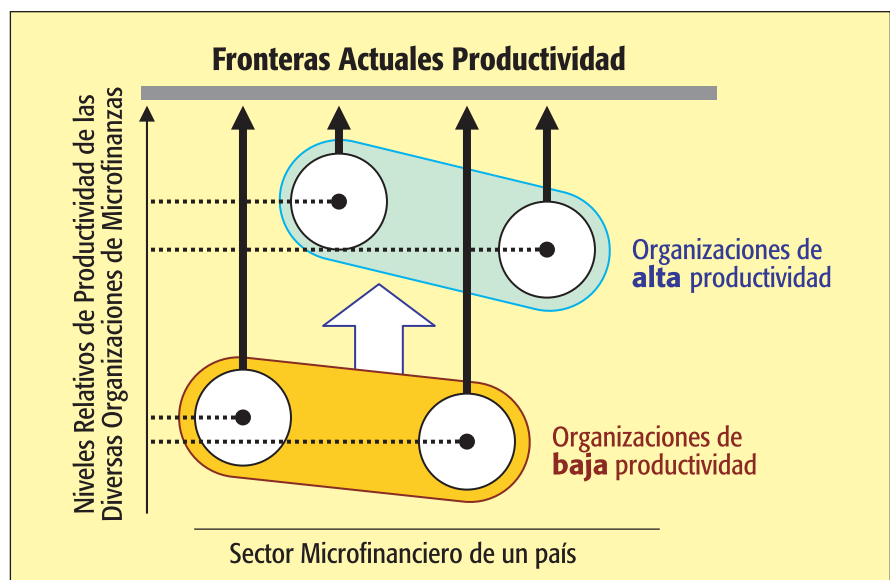 Fronteras Actuales Productividad
Niveles Relativos de Productividad de las
Diversas Organizaciones de Microfinanzas
Organizaciones de
alta productividad
Organizaciones de
baja productividad
Sector Microfinanciero de un país